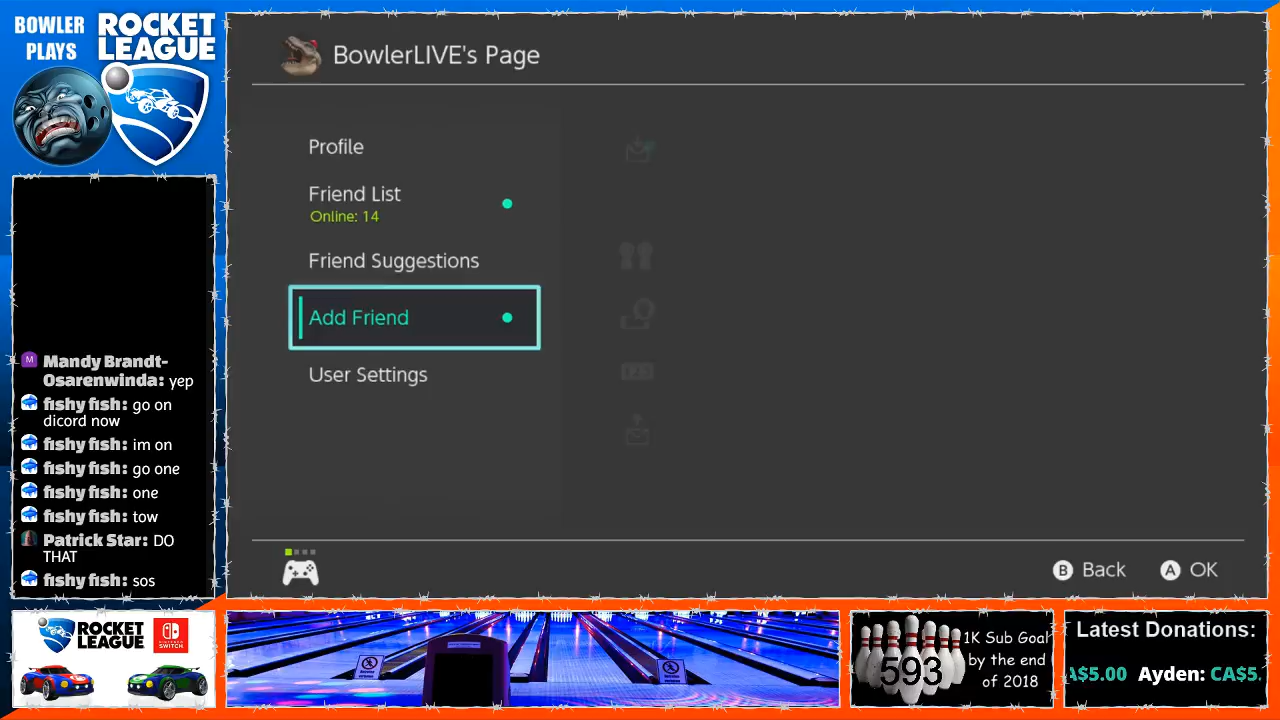 BOWLER
PLAYS
ROCKET
LEAGUE
BowlerLIVE's Page
Profile
Friend List
Online: 14
Friend Suggestions
Add Friend
User Settings
B Back
A OK
M Mandy Brandt-
Osarenwinda: yep
fishy fish: go on
dicord now
fishy fish: im on
fishy fish: go one
fishy fish: one
fishy fish: tow
Patrick Star: DO
THAT
fishy fish: sos
ROCKET
LEAGUE
NINTENDO
SWITCH
593
1K Sub Goal
by the end
of 2018
Latest Donations:
A$5.00 Ayden: CA$5.